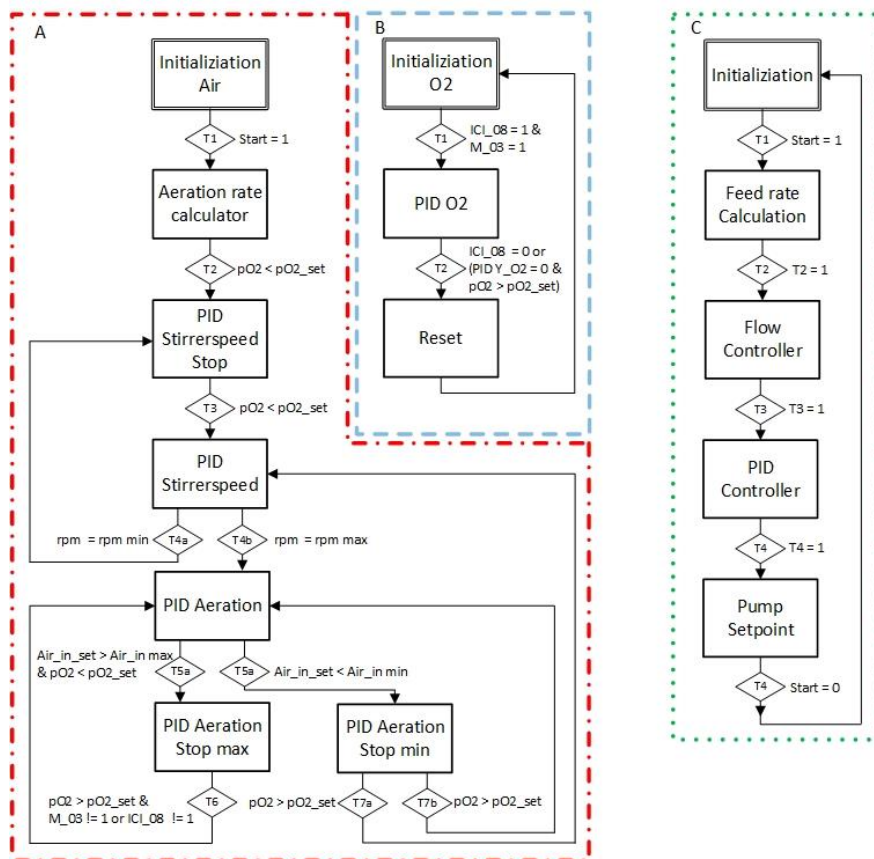 A
Initializiation
Air
T1
Start = 1
Aeration rate
calculator
T2
pO2 < pO2_set
PID
Stirrerspeed
Stop
T3
pO2 < pO2_set
PID
Stirrerspeed
rpm = rpm min
T4a
T4b
rpm = rpm max
PID Aeration
Air_in_set > Air_in max
& pO2 < pO2_set
T5a
T5a
Air_in_set < Air_in min
PID Aeration
Stop max
PID Aeration
Stop min
pO2 > pO2_set &
M_03 != 1 or ICI_08 != 1
T6
pO2 > pO2_set
T7a
T7b
pO2 > pO2_set
B
Initializiation
O2
T1
ICI_08 = 1 &
M_03 = 1
PID O2
T2
ICI_08 = 0 or
(PID Y_O2 = 0 &
pO2 > pO2_set)
Reset
C
Initializiation
T1
Start = 1
Feed rate
Calculation
T2
T2 = 1
Flow
Controller
T3
T3 = 1
PID
Controller
T4
T4 = 1
Pump
Setpoint
T4
Start = 0